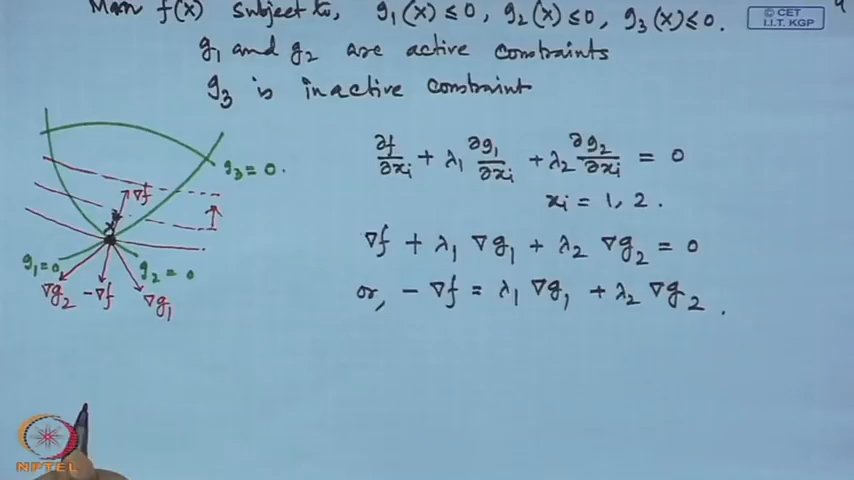 f(x) subject to, g₁(x) ≤ 0, g₂(x) ≤ 0, g₃(x) ≤ 0.
© CET
I.I.T. KGP
g₁ and g₂ are active constraints
g₃ is inactive constraint
∂f/∂xᵢ + λ₁ ∂g₁/∂xᵢ + λ₂ ∂g₂/∂xᵢ = 0
xᵢ = 1, 2.
∇f + λ₁ ∇g₁ + λ₂ ∇g₂ = 0
or, - ∇f = λ₁ ∇g₁ + λ₂ ∇g₂.
g₃ = 0.
∇f
g₁ = 0
g₂ = 0
∇g₂
-∇f
∇g₁
NPTEL